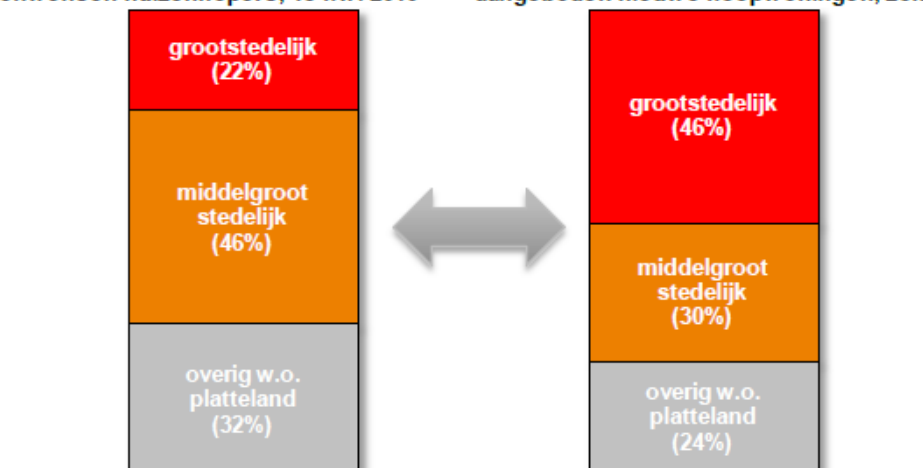 grootstedelijk
(22%)
middelgroot
stedelijk
(46%)
overig w.o.
platteland
(32%)
grootstedelijk
(46%)
middelgroot
stedelijk
(30%)
overig w.o.
platteland
(24%)